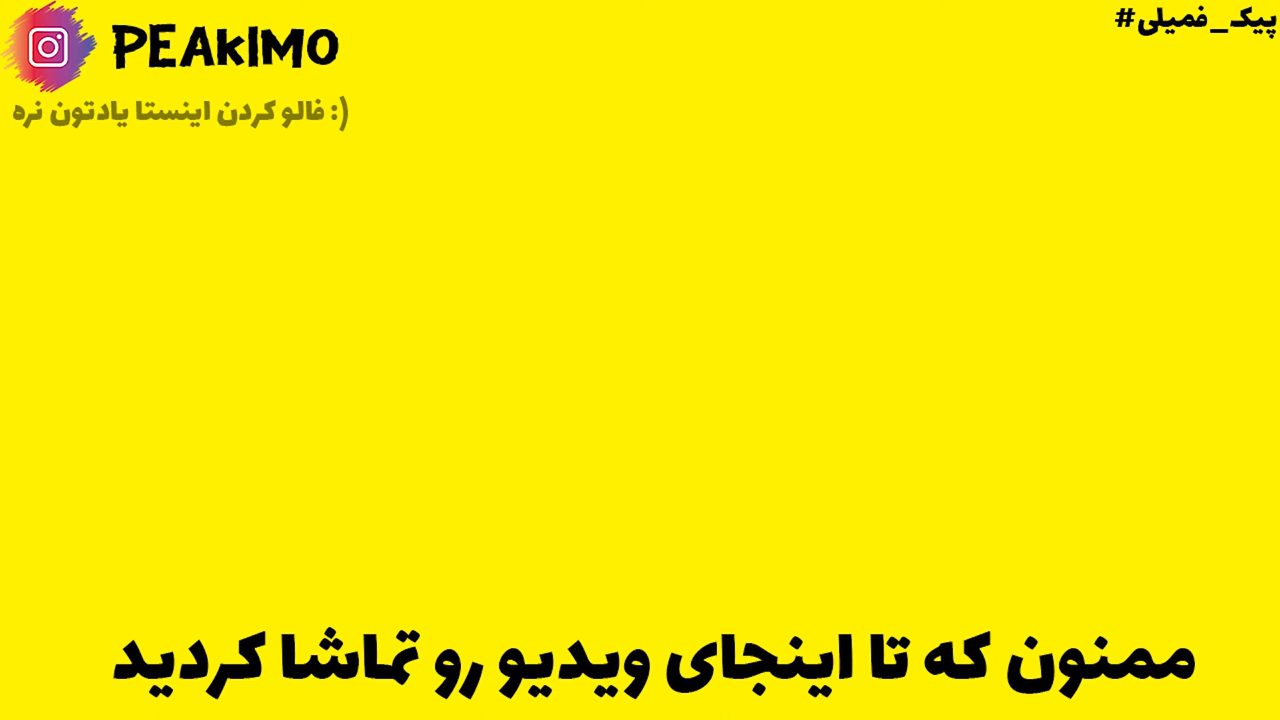 PEAkIMO
#پیک_فمیلی
فالو کردن اینستا یادتون نره :)
ممنون که تا اینجای ویدیو رو تماشا کردید